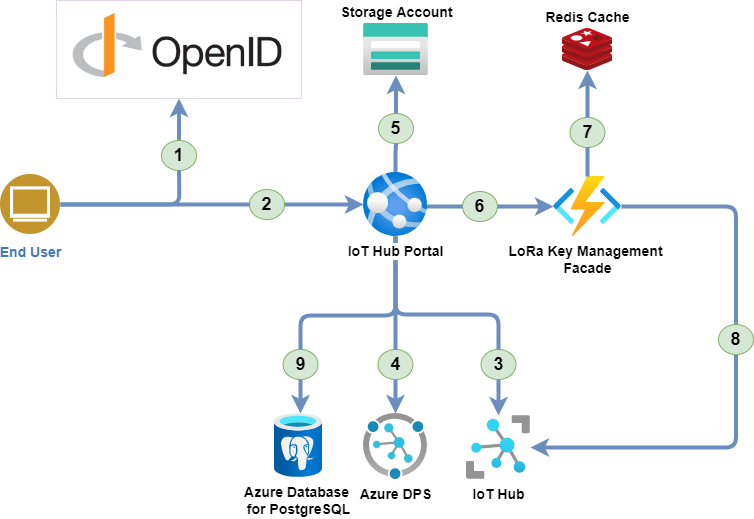 Storage Account
Redis Cache
OpenID
1
5
7
2
6
End User
IoT Hub Portal
LoRa Key Management
Facade
8
9
4
3
Azure Database
for PostgreSQL
Azure DPS
IoT Hub